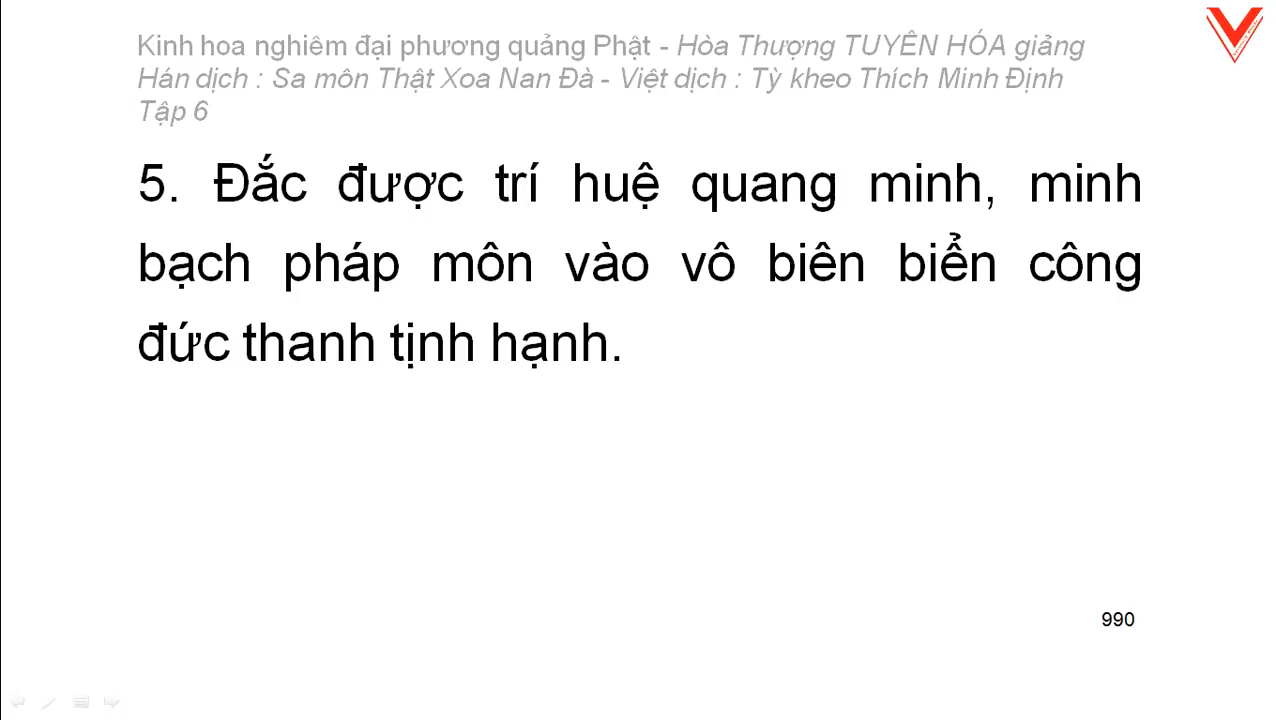 Kinh hoa nghiêm đại phương quảng Phật - Hòa Thượng TUYÊN HÓA giảng
Hán dịch : Sa môn Thật Xoa Nan Đà - Việt dịch : Tỳ kheo Thích Minh Định
Tập 6
5. Đắc được trí huệ quang minh, minh
bạch pháp môn vào vô biên biển công
đức thanh tịnh hạnh.
990